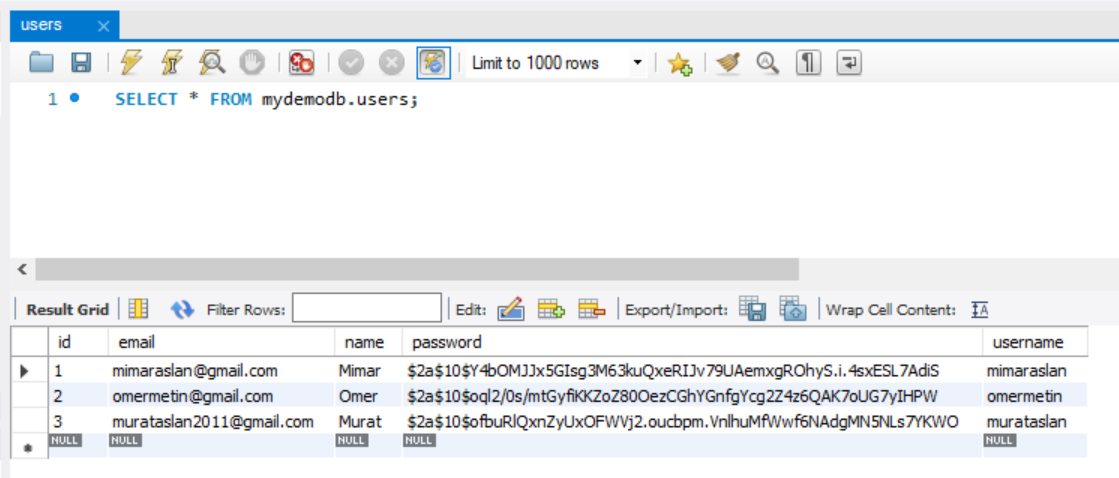 users
Limit to 1000 rows
1 SELECT * FROM mydemodb.users;
Result Grid Filter Rows: Edit: Export/Import: Wrap Cell Content:
id email name password username
1 mimaraslan@gmail.com Mimar $2a$10$Y4bOMJJx5GIsg3M63kuQxeRIJv79UAemxgROhyS.i.4sxESL7AdiS mimaraslan
2 omermetin@gmail.com Omer $2a$10$oql2/0s/mtGyfiKKZoZ80OezCGhYGnfgYcg2Z4z6QAK7oUG7yIHPW omermetin
3 murataslan2011@gmail.com Murat $2a$10$ofbuRlQxnZyUxOFWVj2.oucbpm.VnlhuMfWwf6NAdgMN5NLs7YKWO murataslan
NULL NULL NULL NULL NULL